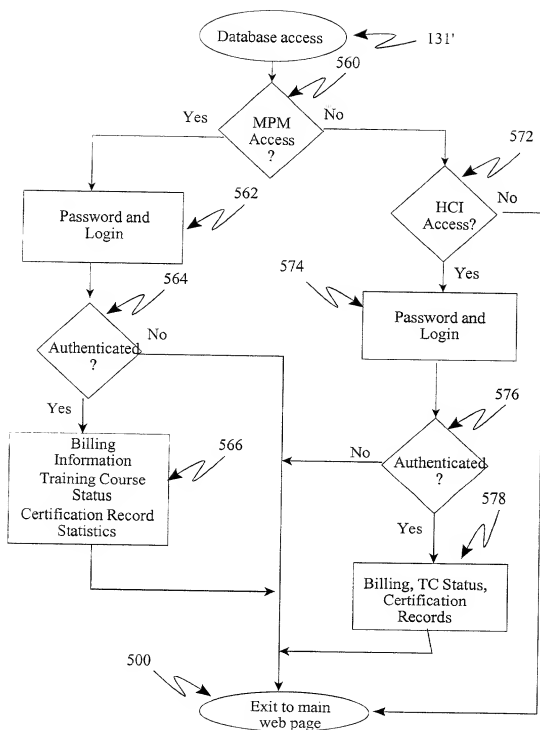 Database access
131'
560
Yes
MPM
Access
?
No
572
HCI
Access?
No
562
Password and
Login
574
Yes
564
Password and
Login
Authenticated
?
No
576
Yes
No
Authenticated
?
Billing
Information
Training Course
Status
Certification Record
Statistics
566
Yes
578
Billing, TC Status,
Certification
Records
500
Exit to main
web page